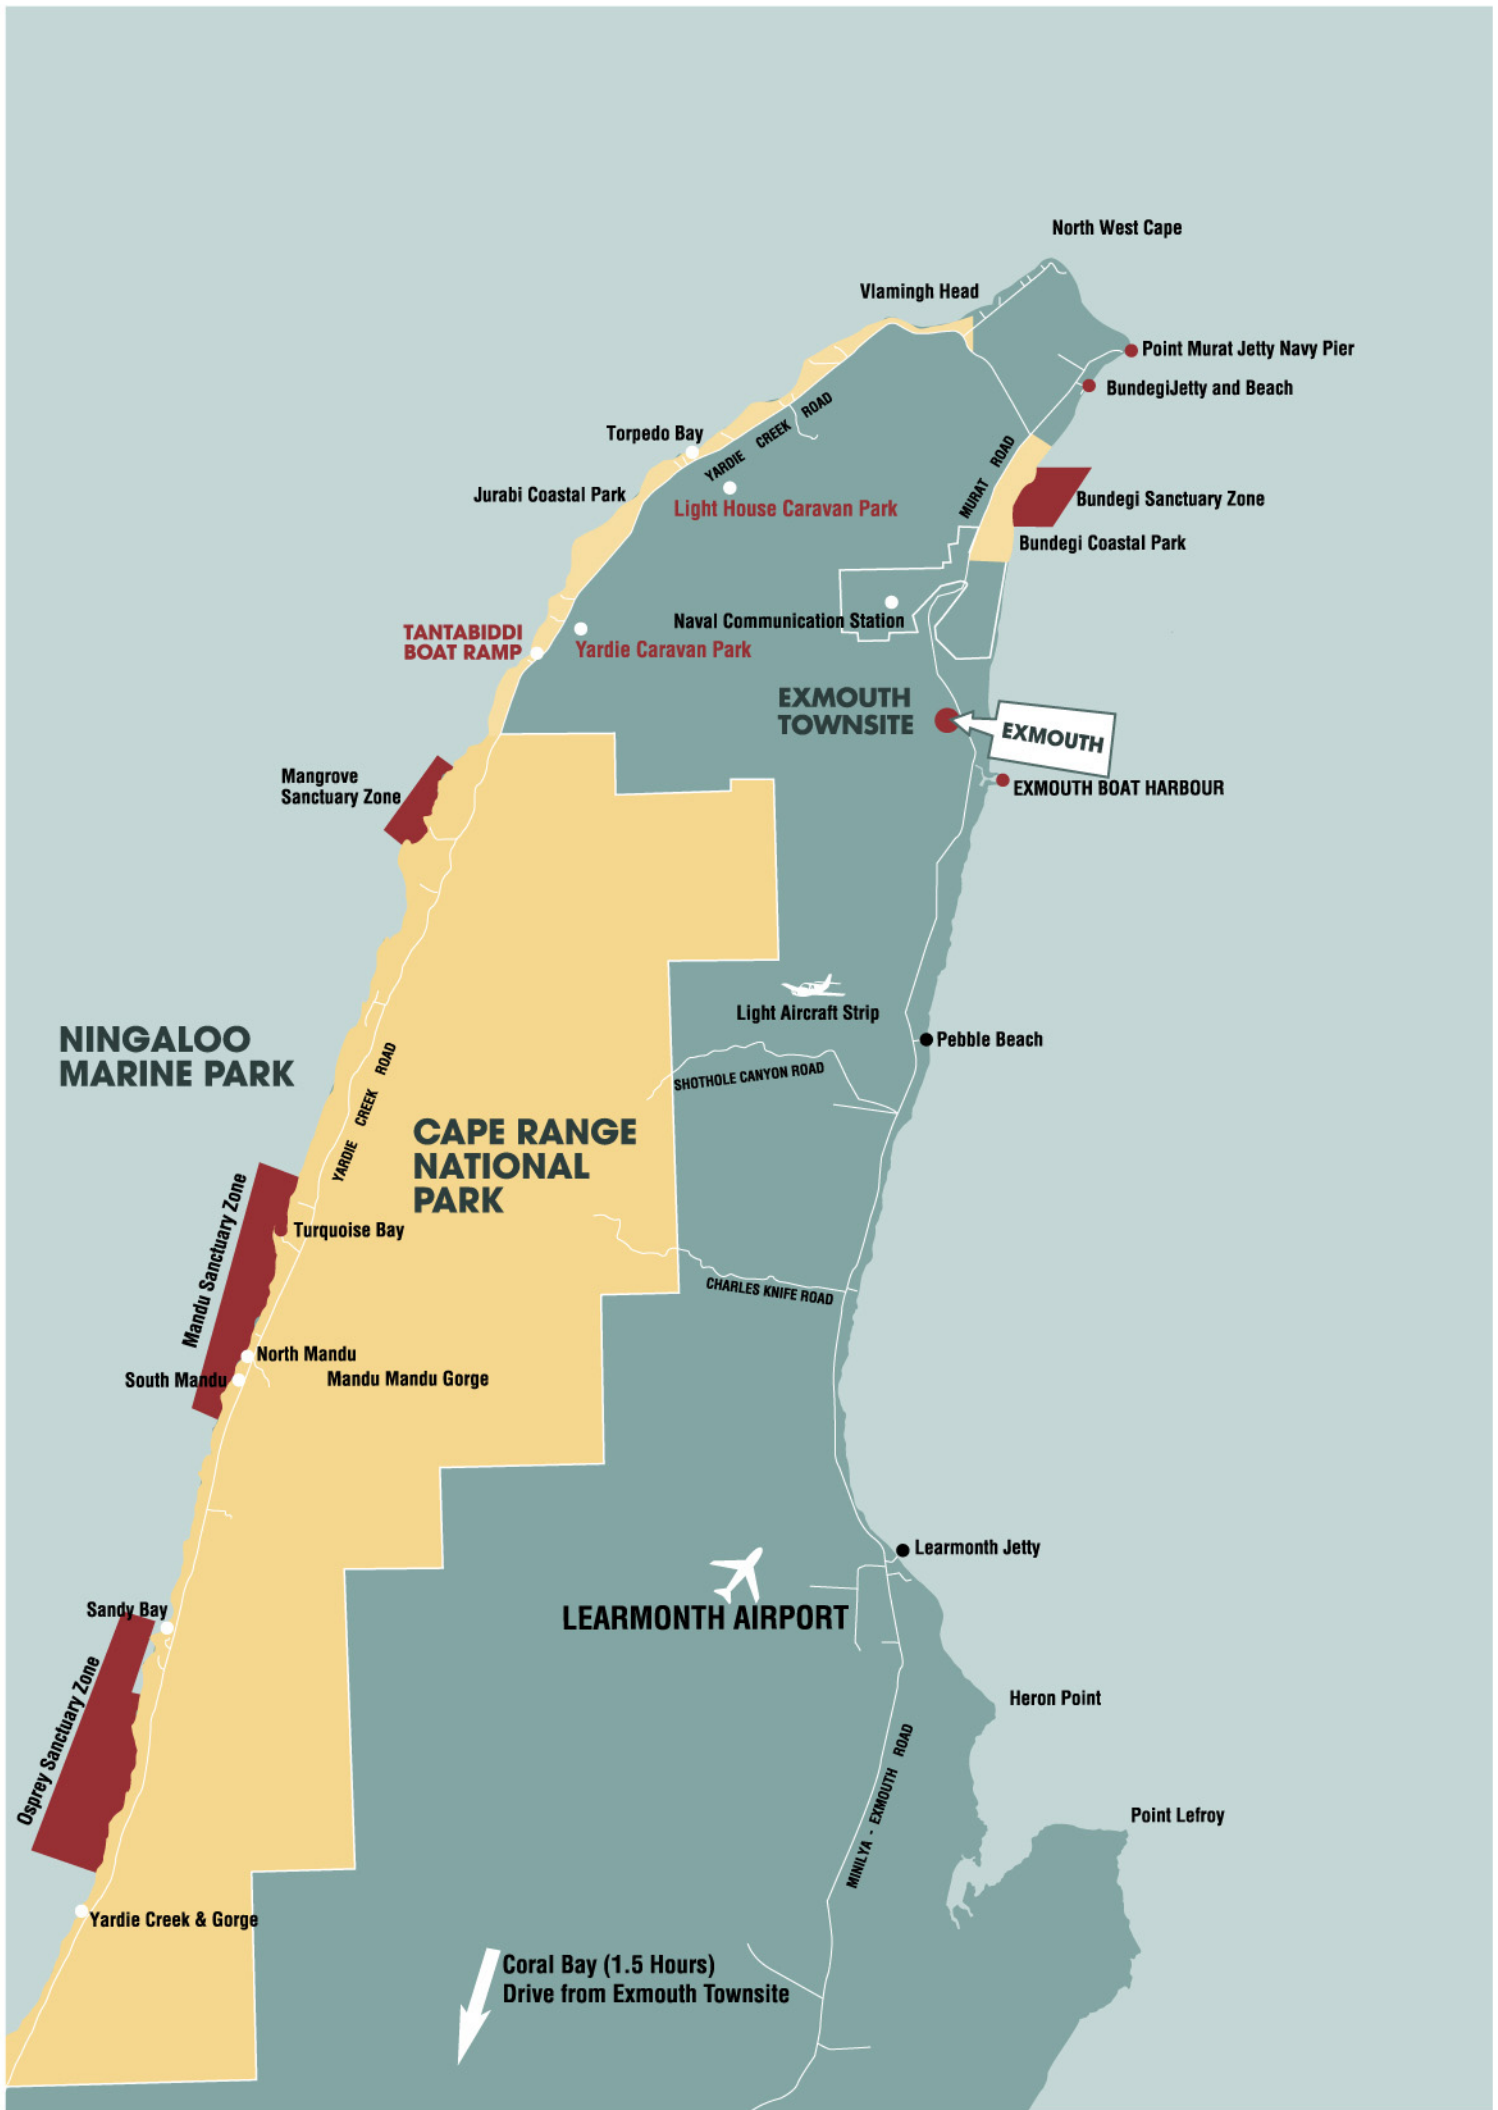 North West Cape
Vlamingh Head
Point Murat Jetty Navy Pier
BundegiJetty and Beach
YARDIE CREEK ROAD
Torpedo Bay
MURAT ROAD
Jurabi Coastal Park
Light House Caravan Park
Bundegi Sanctuary Zone
Bundegi Coastal Park
Naval Communication Station
TANTABIDDI
BOAT RAMP
Yardie Caravan Park
EXMOUTH
TOWNSITE
EXMOUTH
Mangrove
Sanctuary Zone
EXMOUTH BOAT HARBOUR
Light Aircraft Strip
NINGALOO
MARINE PARK
Pebble Beach
YARDIE CREEK ROAD
SHOTHOLE CANYON ROAD
CAPE RANGE
NATIONAL
PARK
Mandu Sanctuary Zone
Turquoise Bay
CHARLES KNIFE ROAD
North Mandu
South Mandu
Mandu Mandu Gorge
Learmonth Jetty
Sandy Bay
LEARMONTH AIRPORT
Osprey Sanctuary Zone
Heron Point
MINILYA - EXMOUTH ROAD
Point Lefroy
Yardie Creek & Gorge
Coral Bay (1.5 Hours)
Drive from Exmouth Townsite